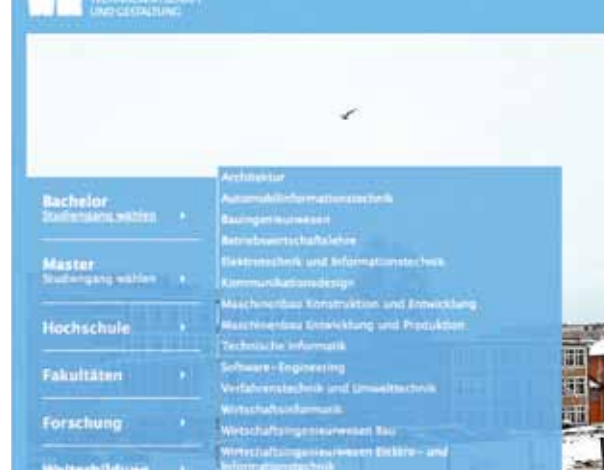 UND GESTALTUNG
Bachelor
Studiengang wählen
Master
Studiengang wählen
Hochschule
Fakultäten
Forschung
Weiterbildung
Architektur
Automobilinformationstechnik
Bauingenieurwesen
Betriebswirtschaftslehre
Elektrotechnik und Informationstechnik
Kommunikationsdesign
Maschinenbau Konstruktion und Entwicklung
Maschinenbau Entwicklung und Produktion
Technische Informatik
Software-Engineering
Verfahrenstechnik und Umwelttechnik
Wirtschaftsinformatik
Wirtschaftsingenieurwesen Bau
Wirtschaftsingenieurwesen Elektro- und
Informationstechnik